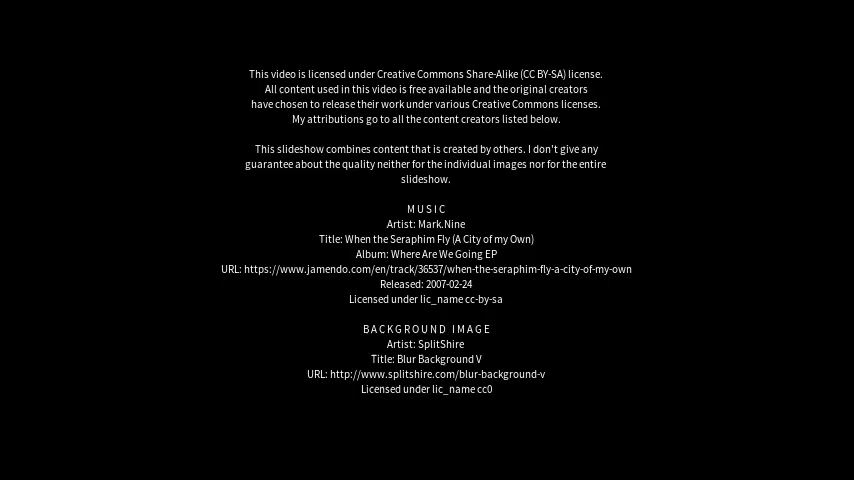 This video is licensed under Creative Commons Share-Alike (CC BY-SA) license.
All content used in this video is free available and the original creators
have chosen to release their work under various Creative Commons licenses.
My attributions go to all the content creators listed below.
This slideshow combines content that is created by others. I don't give any
guarantee about the quality neither for the individual images nor for the entire
slideshow.
MUSIC
Artist: Mark.Nine
Title: When the Seraphim Fly (A City of my Own)
Album: Where Are We Going EP
URL: https://www.jamendo.com/en/track/36537/when-the-seraphim-fly-a-city-of-my-own
Released: 2007-02-24
Licensed under lic_name cc-by-sa
BACKGROUND IMAGE
Artist: SplitShire
Title: Blur Background V
URL: http://www.splitshire.com/blur-background-v
Licensed under lic_name cc0